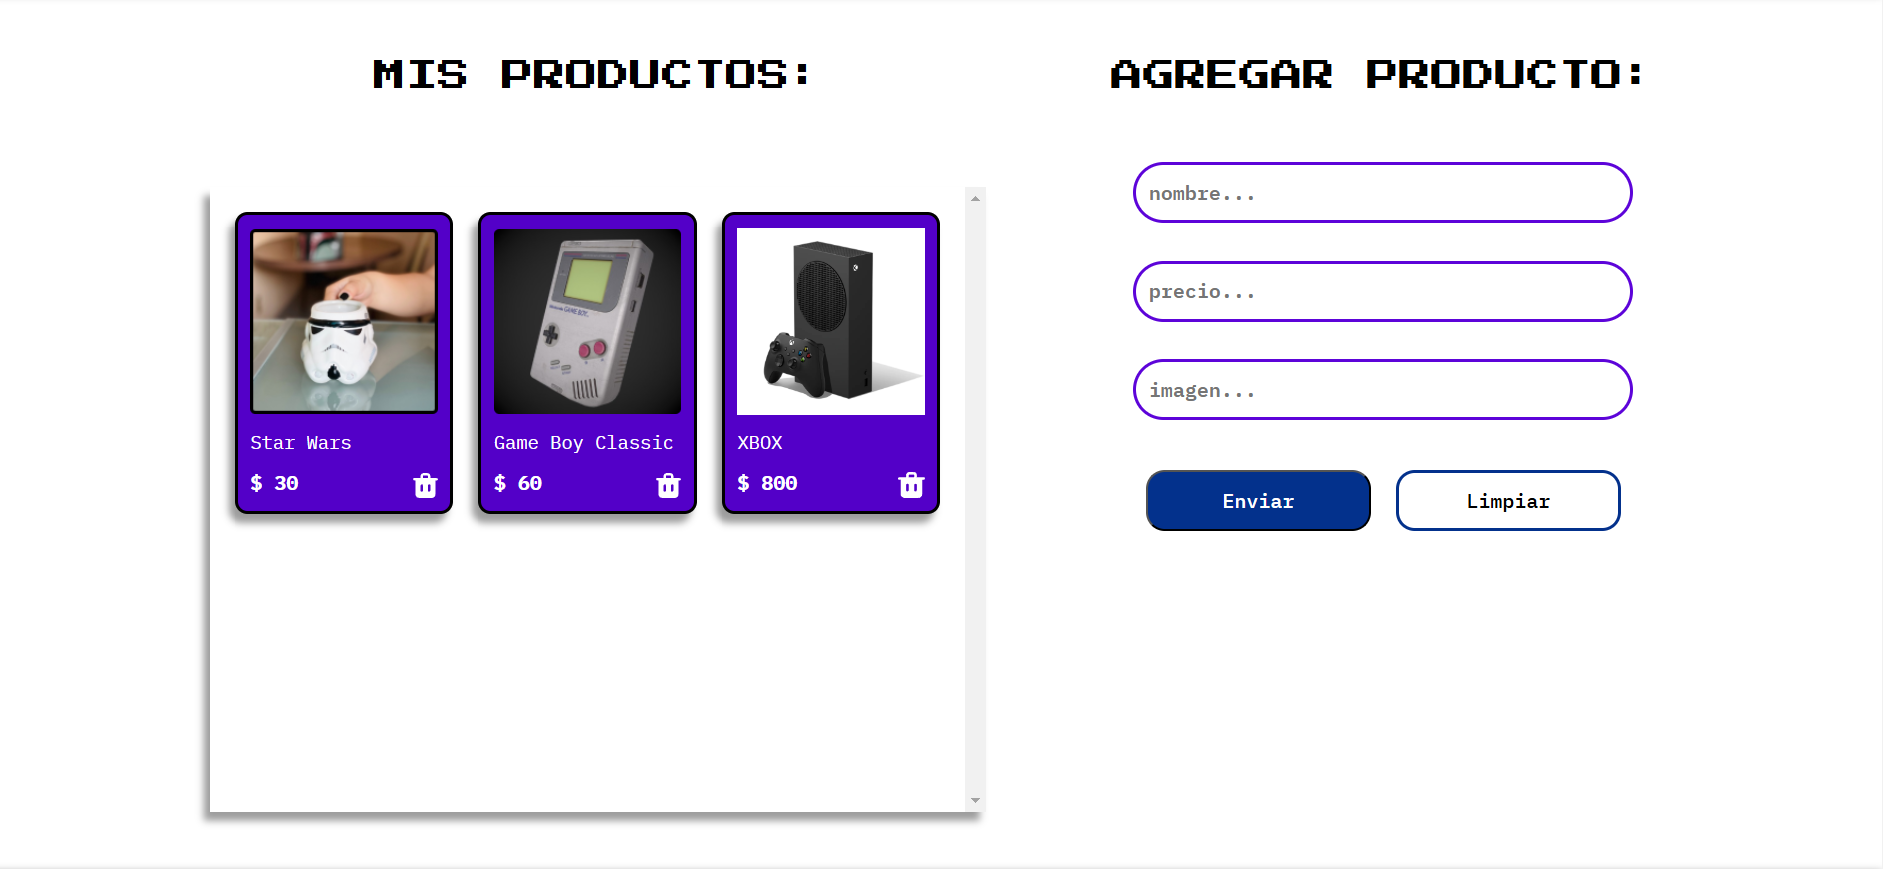 MIS PRODUCTOS:
Star Wars
$ 30
Game Boy Classic
$ 60
XBOX
$ 800
AGREGAR PRODUCTO:
nombre...
precio...
imagen...
Enviar
Limpiar